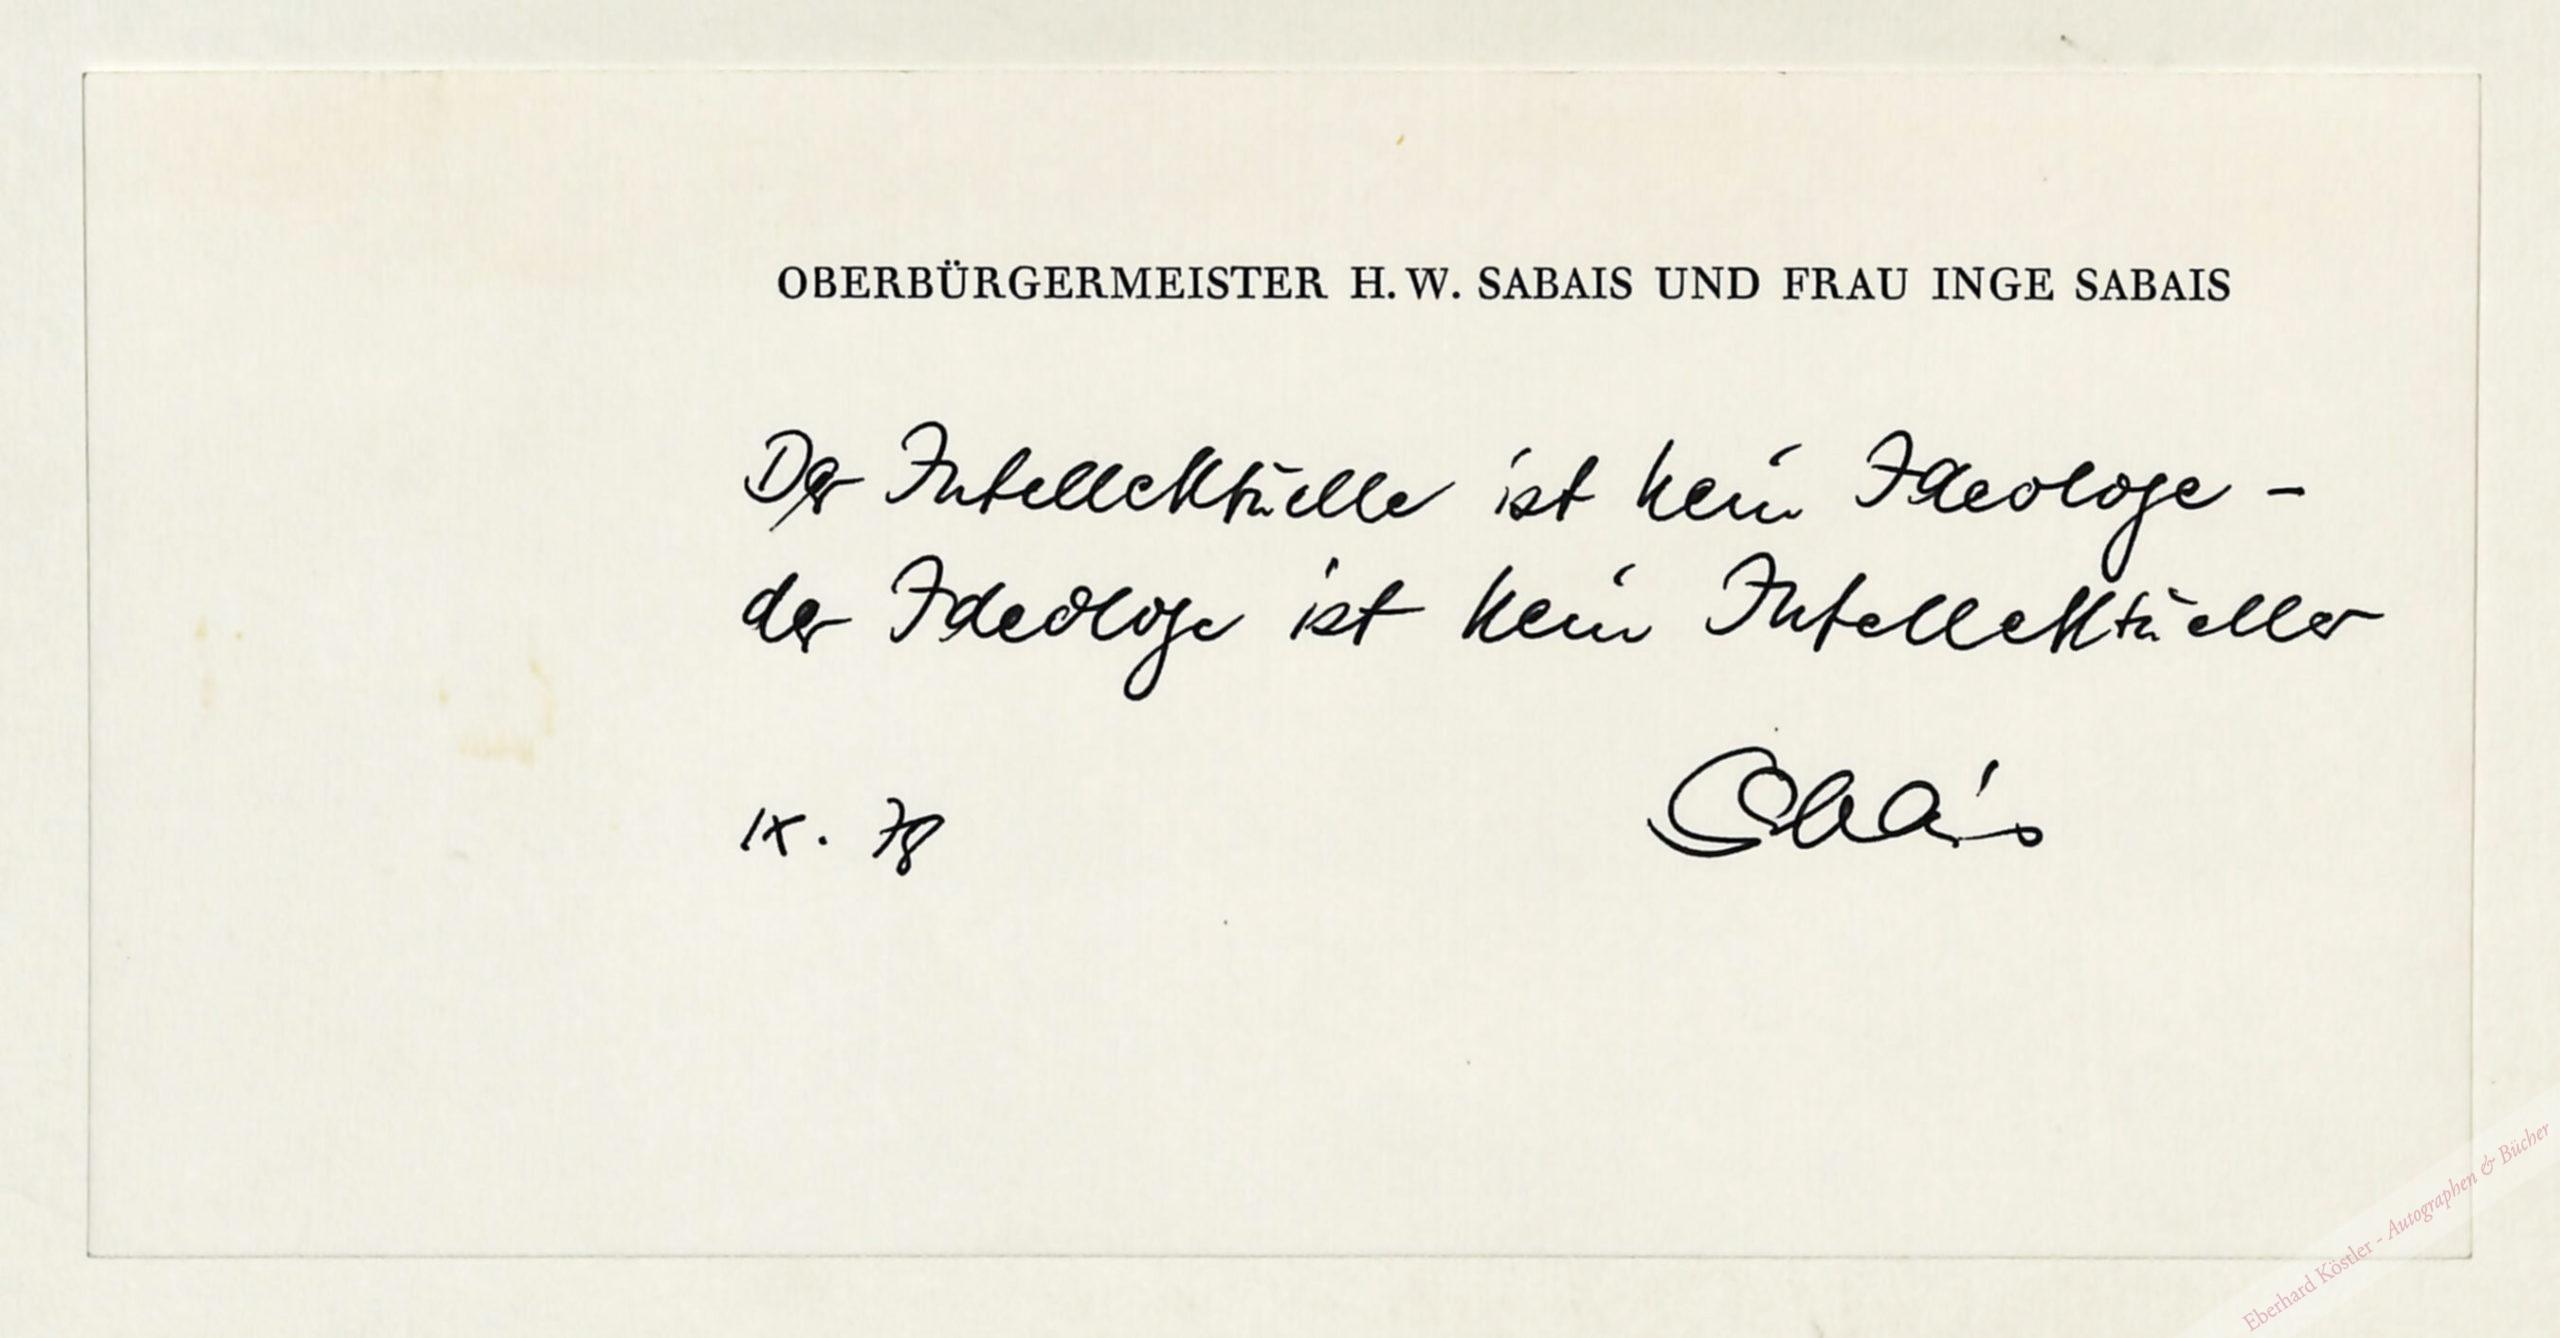 OBERBÜRGERMEISTER H. W. SABAIS UND FRAU INGE SABAIS
Der Intellektuelle ist kein Ideologe –
der Ideologe ist kein Intellektueller
IX. 78
Sabais
Eberhard Köstler - Autographen & Bücher